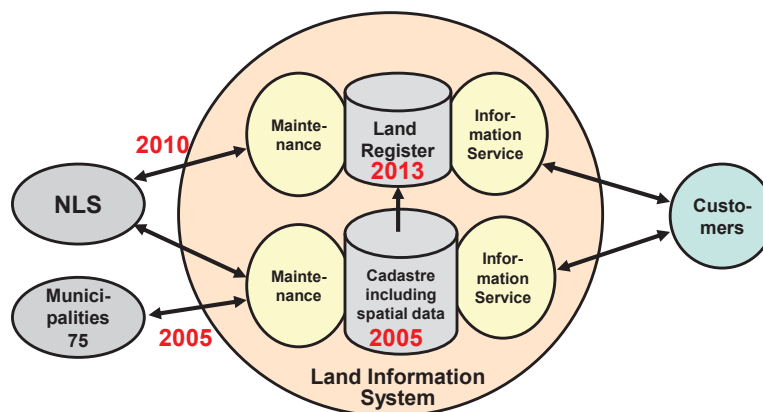 2010
NLS
Municici-
palities
75
2005
Mainte-
nance
Land
Register
2013
Infor-
mation
Service
Mainte-
nance
Cadastre
including
spatial data
2005
Infor-
mation
Service
Land Information
System
Custo-
mers